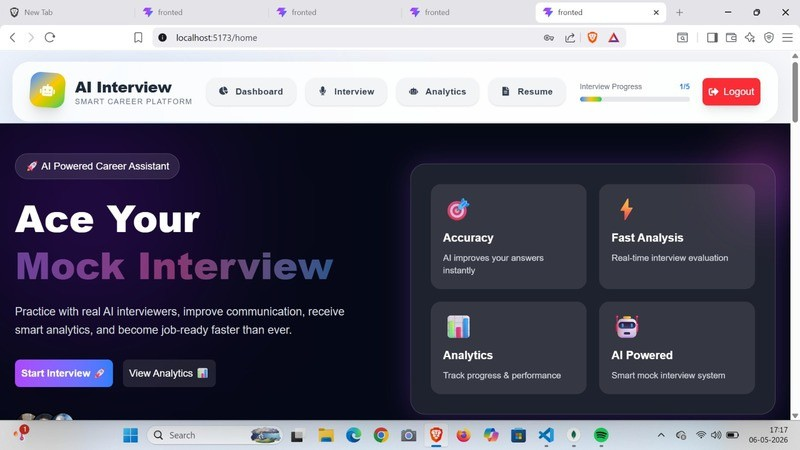 New Tab
fronted
fronted
fronted
fronted
localhost:5173/home
AI Interview
SMART CAREER PLATFORM
Dashboard
Interview
Analytics
Resume
Interview Progress
1/5
Logout
🚀 AI Powered Career Assistant
Ace Your
Mock Interview
Practice with real AI interviewers, improve communication, receive
smart analytics, and become job-ready faster than ever.
Start Interview 🚀
View Analytics 📊
Accuracy
AI improves your answers
instantly
Fast Analysis
Real-time interview evaluation
Analytics
Track progress & performance
AI Powered
Smart mock interview system
1
Search
17:17
06-05-2026